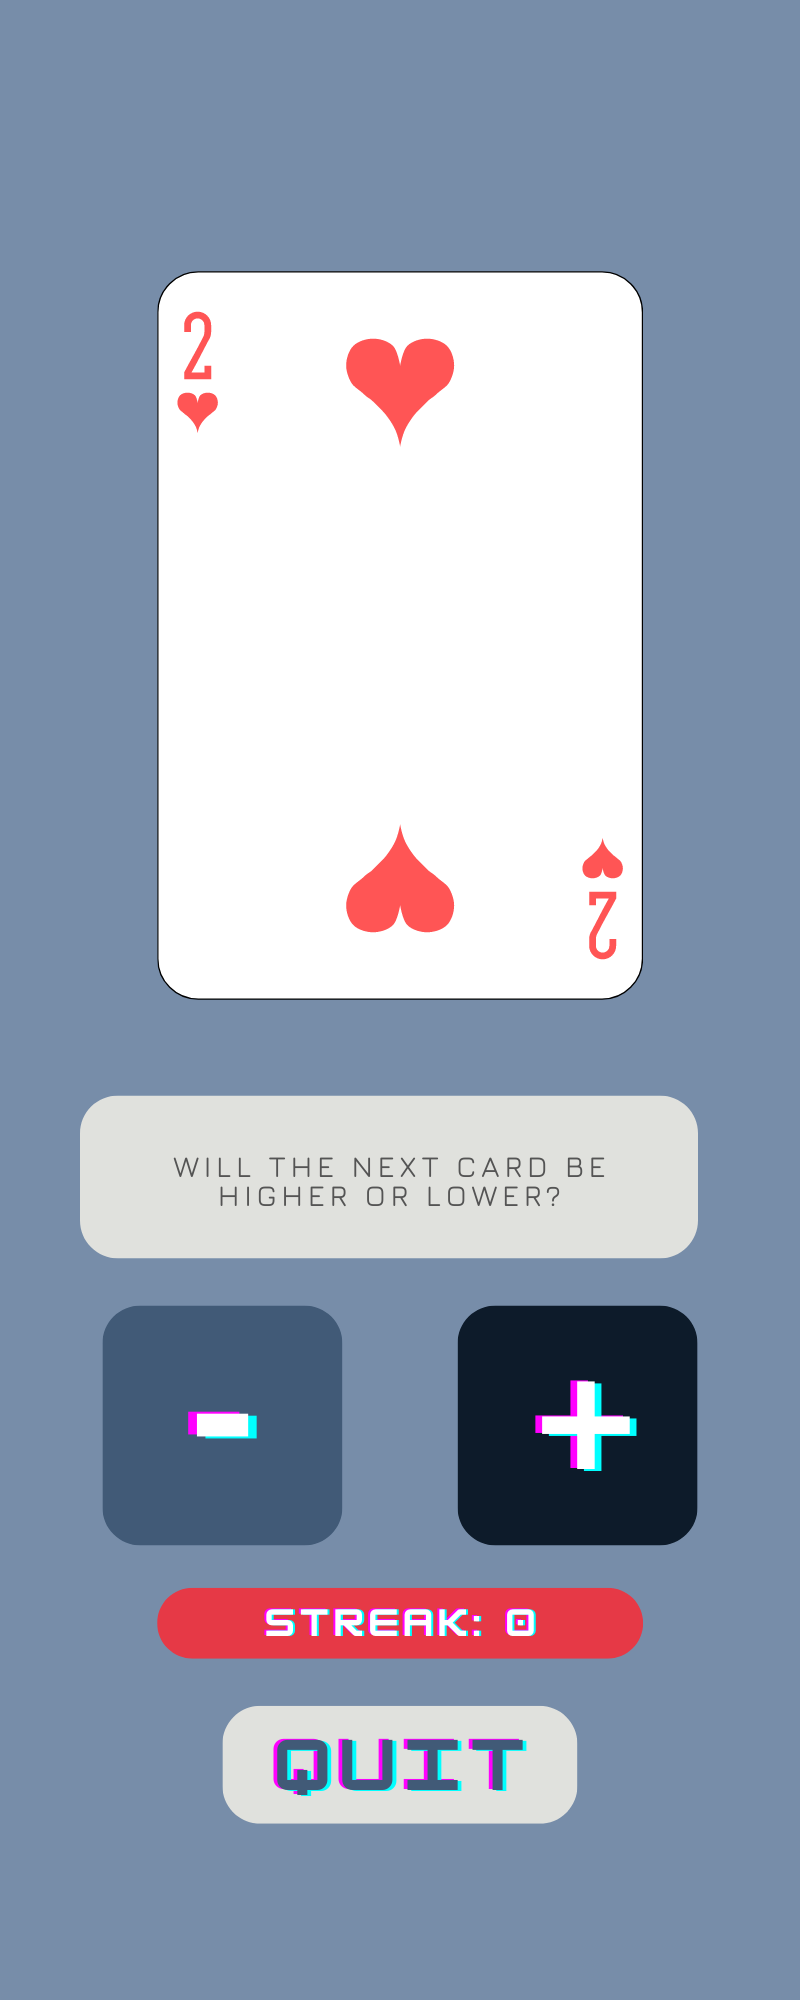 2
2
WILL THE NEXT CARD BE
HIGHER OR LOWER?
-
+
STREAK: 0
QUIT